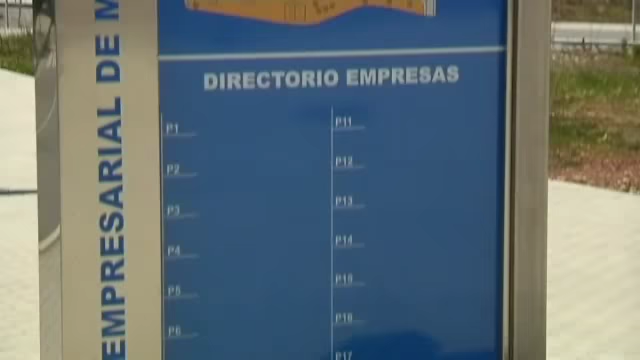 EMPRESARIAL DE M
DIRECTORIO EMPRESAS
P1
P2
P3
P4
P5
P6
P11
P12
P13
P14
P15
P16
P17